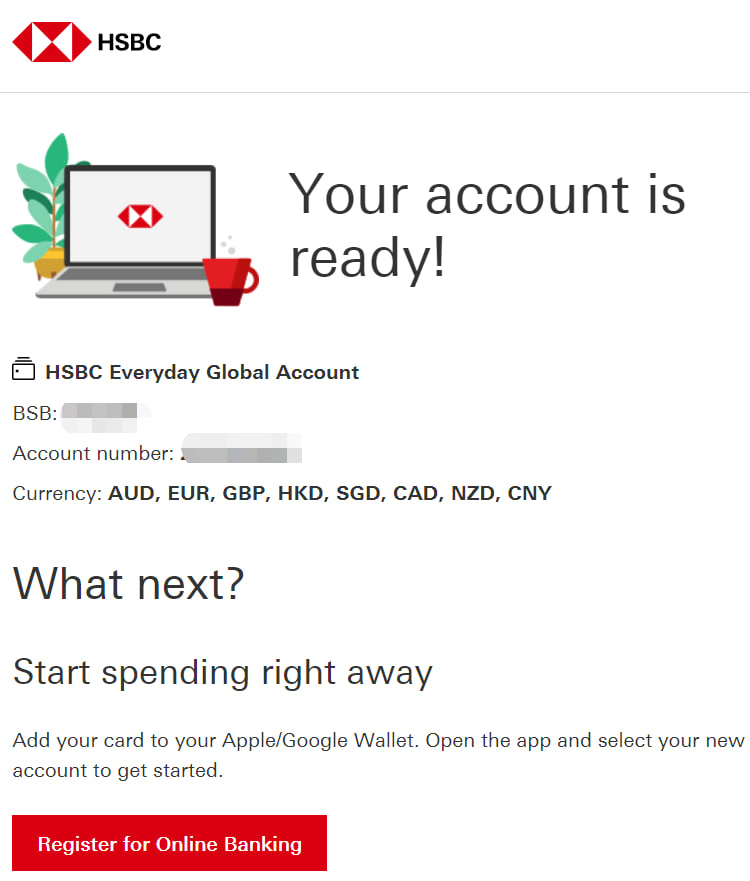 HSBC
Your account is
ready!
HSBC Everyday Global Account
BSB:
Account number:
Currency: AUD, EUR, GBP, HKD, SGD, CAD, NZD, CNY
What next?
Start spending right away
Add your card to your Apple/Google Wallet. Open the app and select your new
account to get started.
Register for Online Banking